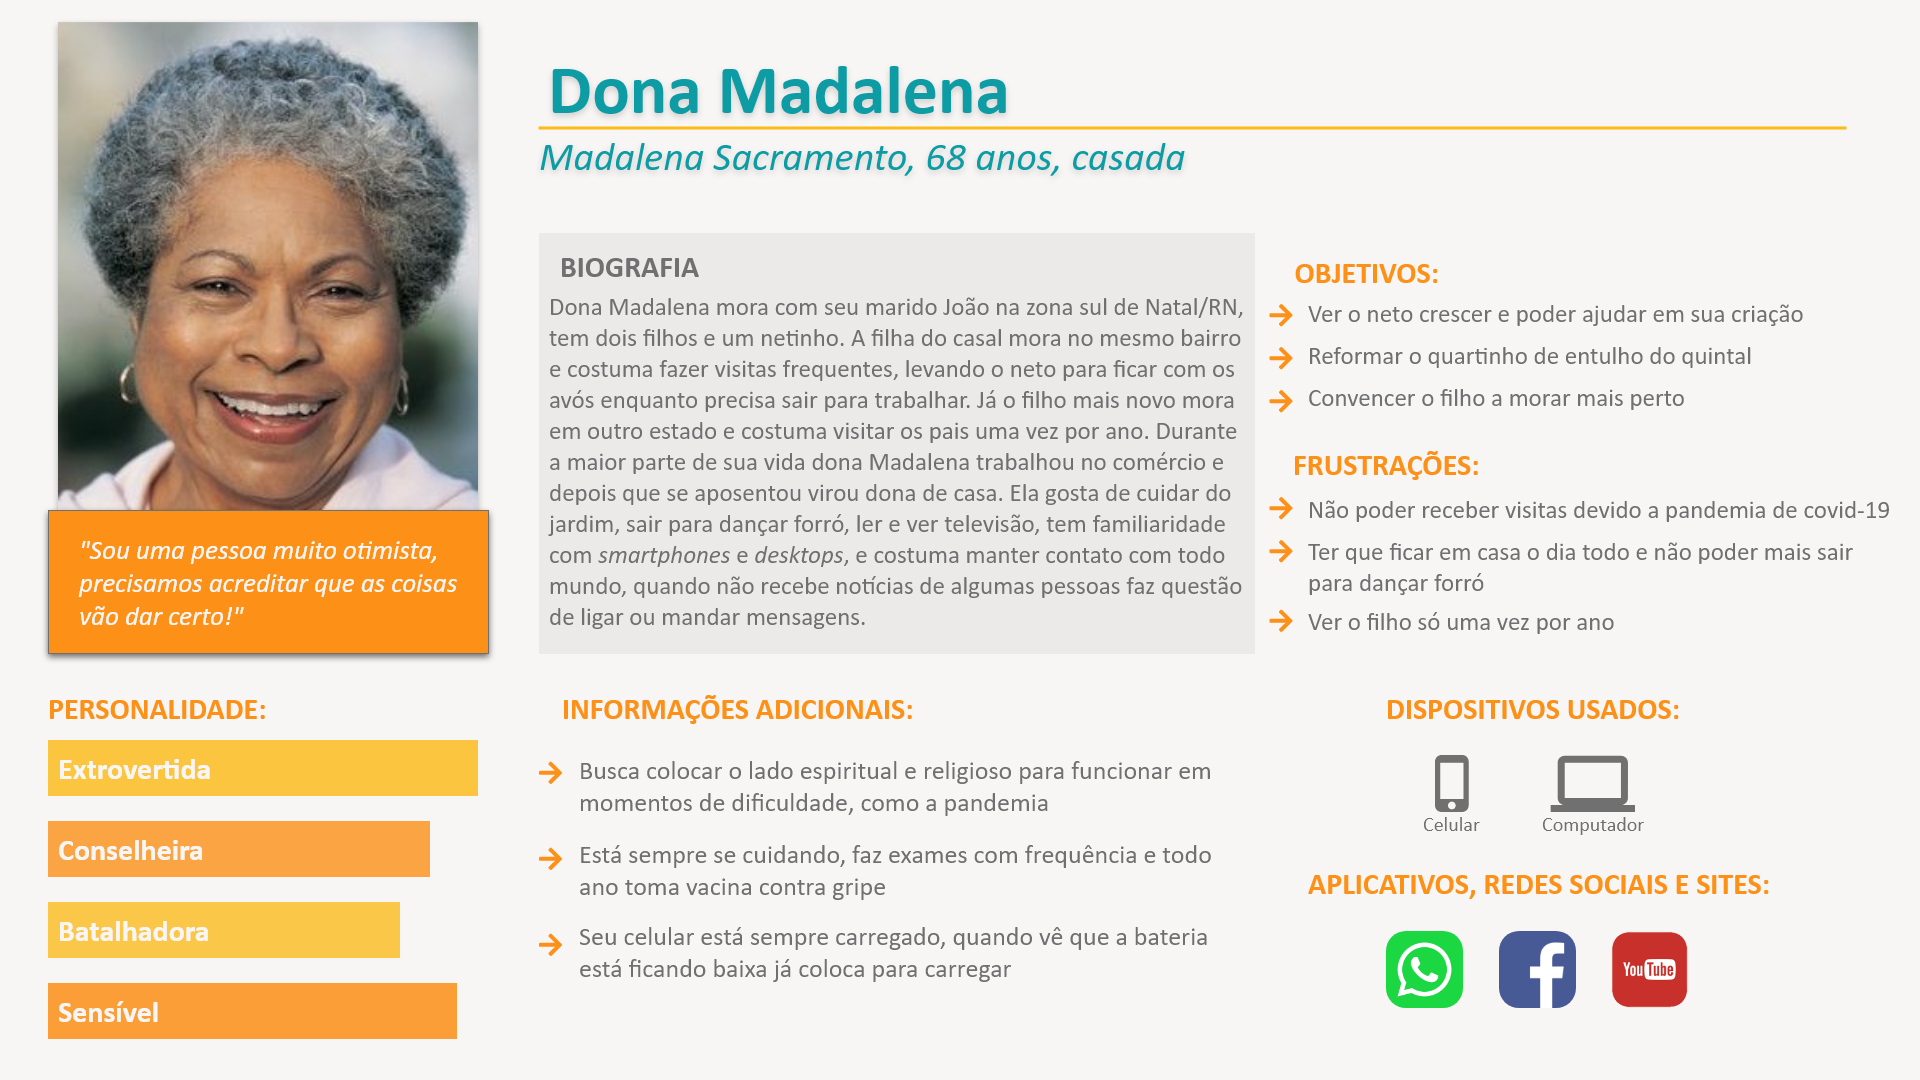 Dona Madalena
Madalena Sacramento, 68 anos, casada
"Sou uma pessoa muito otimista,
precisamos acreditar que as coisas
vão dar certo!"
BIOGRAFIA
Dona Madalena mora com seu marido João na zona sul de Natal/RN,
tem dois filhos e um netinho. A filha do casal mora no mesmo bairro
e costuma fazer visitas frequentes, levando o neto para ficar com os
avós enquanto precisa sair para trabalhar. Já o filho mais novo mora
em outro estado e costuma visitar os pais uma vez por ano. Durante
a maior parte de sua vida dona Madalena trabalhou no comércio e
depois que se aposentou virou dona de casa. Ela gosta de cuidar do
jardim, sair para dançar forró, ler e ver televisão, tem familiaridade
com smartphones e desktops, e costuma manter contato com todo
mundo, quando não recebe notícias de algumas pessoas faz questão
de ligar ou mandar mensagens.
OBJETIVOS:
Ver o neto crescer e poder ajudar em sua criação
Reformar o quartinho de entulho do quintal
Convencer o filho a morar mais perto
FRUSTRAÇÕES:
Não poder receber visitas devido a pandemia de covid-19
Ter que ficar em casa o dia todo e não poder mais sair
para dançar forró
Ver o filho só uma vez por ano
PERSONALIDADE:
Extrovertida
Conselheira
Batalhadora
Sensível
INFORMAÇÕES ADICIONAIS:
Busca colocar o lado espiritual e religioso para funcionar em
momentos de dificuldade, como a pandemia
Está sempre se cuidando, faz exames com frequência e todo
ano toma vacina contra gripe
Seu celular está sempre carregado, quando vê que a bateria
está ficando baixa já coloca para carregar
DISPOSITIVOS USADOS:
Celular
Computador
APLICATIVOS, REDES SOCIAIS E SITES:
YouTube